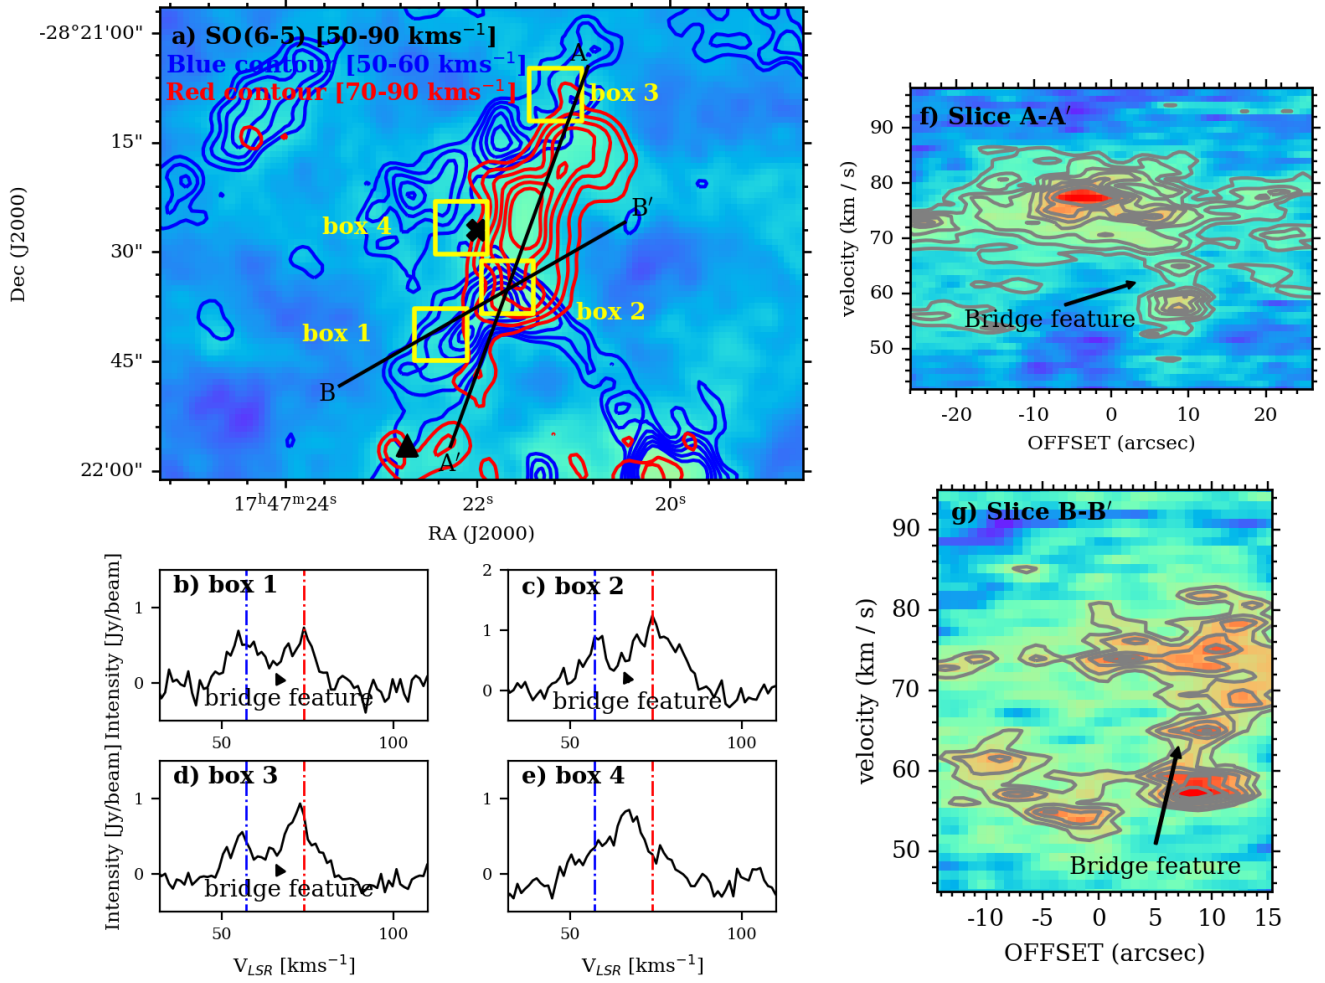 a) SO(6-5) [50-90 kms⁻¹]
Blue contour [50-60 kms⁻¹]
Red contour [70-90 kms⁻¹]
A
box 3
box 4
B′
box 2
box 1
B
A′
-28°21′00″
15″
30″
45″
22′00″
Dec (J2000)
17ʰ47ᵐ24ˢ
22ˢ
20ˢ
RA (J2000)
f) Slice A-A′
Bridge feature
90
80
70
60
50
velocity (km / s)
-20
-10
0
10
20
OFFSET (arcsec)
g) Slice B-B′
Bridge feature
90
80
70
60
50
velocity (km / s)
-10
-5
0
5
10
15
OFFSET (arcsec)
b) box 1
bridge feature
1
0
Intensity [Jy/beam]
50
100
c) box 2
bridge feature
2
1
0
50
100
d) box 3
bridge feature
1
0
Intensity [Jy/beam]
50
100
V_LSR [kms⁻¹]
e) box 4
1
0
50
100
V_LSR [kms⁻¹]